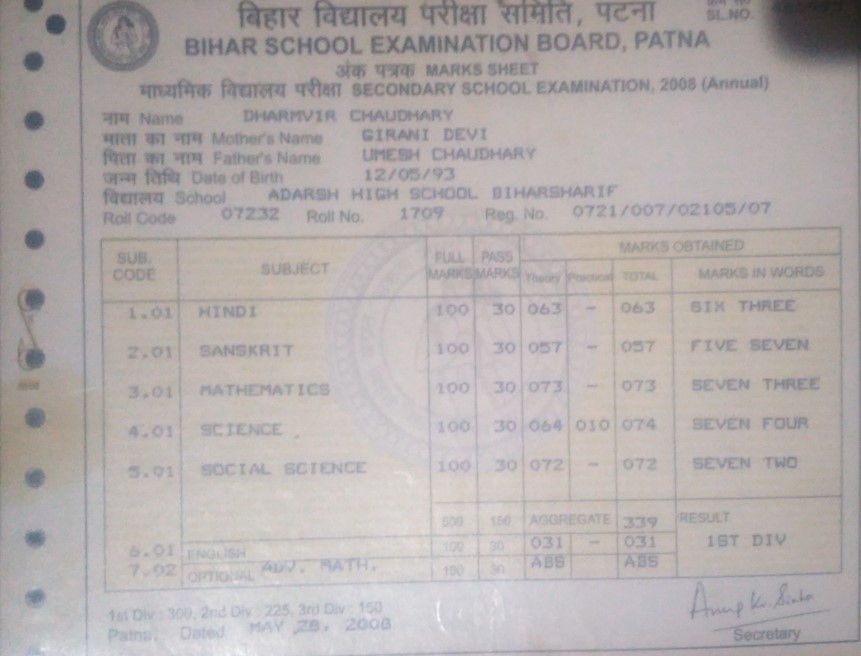 बिहार विद्यालय परीक्षा समिति, पटना
SL.NO.
BIHAR SCHOOL EXAMINATION BOARD, PATNA
अंक पत्रक MARKS SHEET
माध्यमिक विद्यालय परीक्षा SECONDARY SCHOOL EXAMINATION, 2008 (Annual)
नाम Name DHARMVIR CHAUDHARY
माता का नाम Mother's Name GIRANI DEVI
पिता का नाम Father's Name UMESH CHAUDHARY
जन्म तिथि Date of Birth 12/05/93
विद्यालय School ADARSH HIGH SCHOOL BIHARSHARIF
Roll Code 07232 Roll No. 1709 Reg. No. 0721/007/02105/07
SUB. CODE SUBJECT FULL MARKS PASS MARKS MARKS OBTAINED
Theory Practical TOTAL MARKS IN WORDS
1.01 HINDI 100 30 063 - 063 SIX THREE
2.01 SANSKRIT 100 30 057 - 057 FIVE SEVEN
3.01 MATHEMATICS 100 30 073 - 073 SEVEN THREE
4.01 SCIENCE 100 30 064 010 074 SEVEN FOUR
5.01 SOCIAL SCIENCE 100 30 072 - 072 SEVEN TWO
500 150 AGGREGATE 339 RESULT
6.01 ENGLISH 100 30 031 - 031 1ST DIV
7.02 OPTIONAL ADV. MATH. 100 30 ABS ABS
1st Div : 300, 2nd Div : 225, 3rd Div : 150
Patna, Dated MAY 28, 2008
Secretary